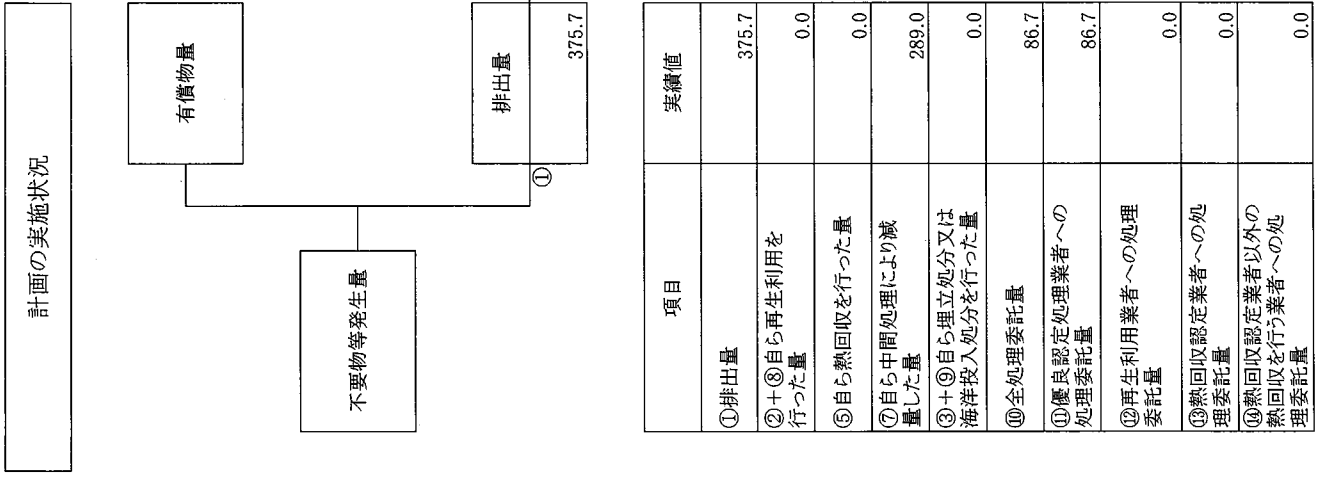 計画の実施状況
有償物量
不要物等発生量
①
排出量
375.7
項目
実績値
①排出量
375.7
②+⑧自ら再生利用を
行った量
0.0
⑤自ら熱回収を行った量
0.0
⑦自ら中間処理により減
量した量
289.0
③+⑨自ら埋立処分又は
海洋投入処分を行った量
0.0
⑩全処理委託量
86.7
⑪優良認定処理業者への
処理委託量
86.7
⑫再生利用業者への処理
委託量
0.0
⑬熱回収認定業者への処
理委託量
0.0
⑭熱回収認定業者以外の
熱回収を行う業者への処
理委託量
0.0